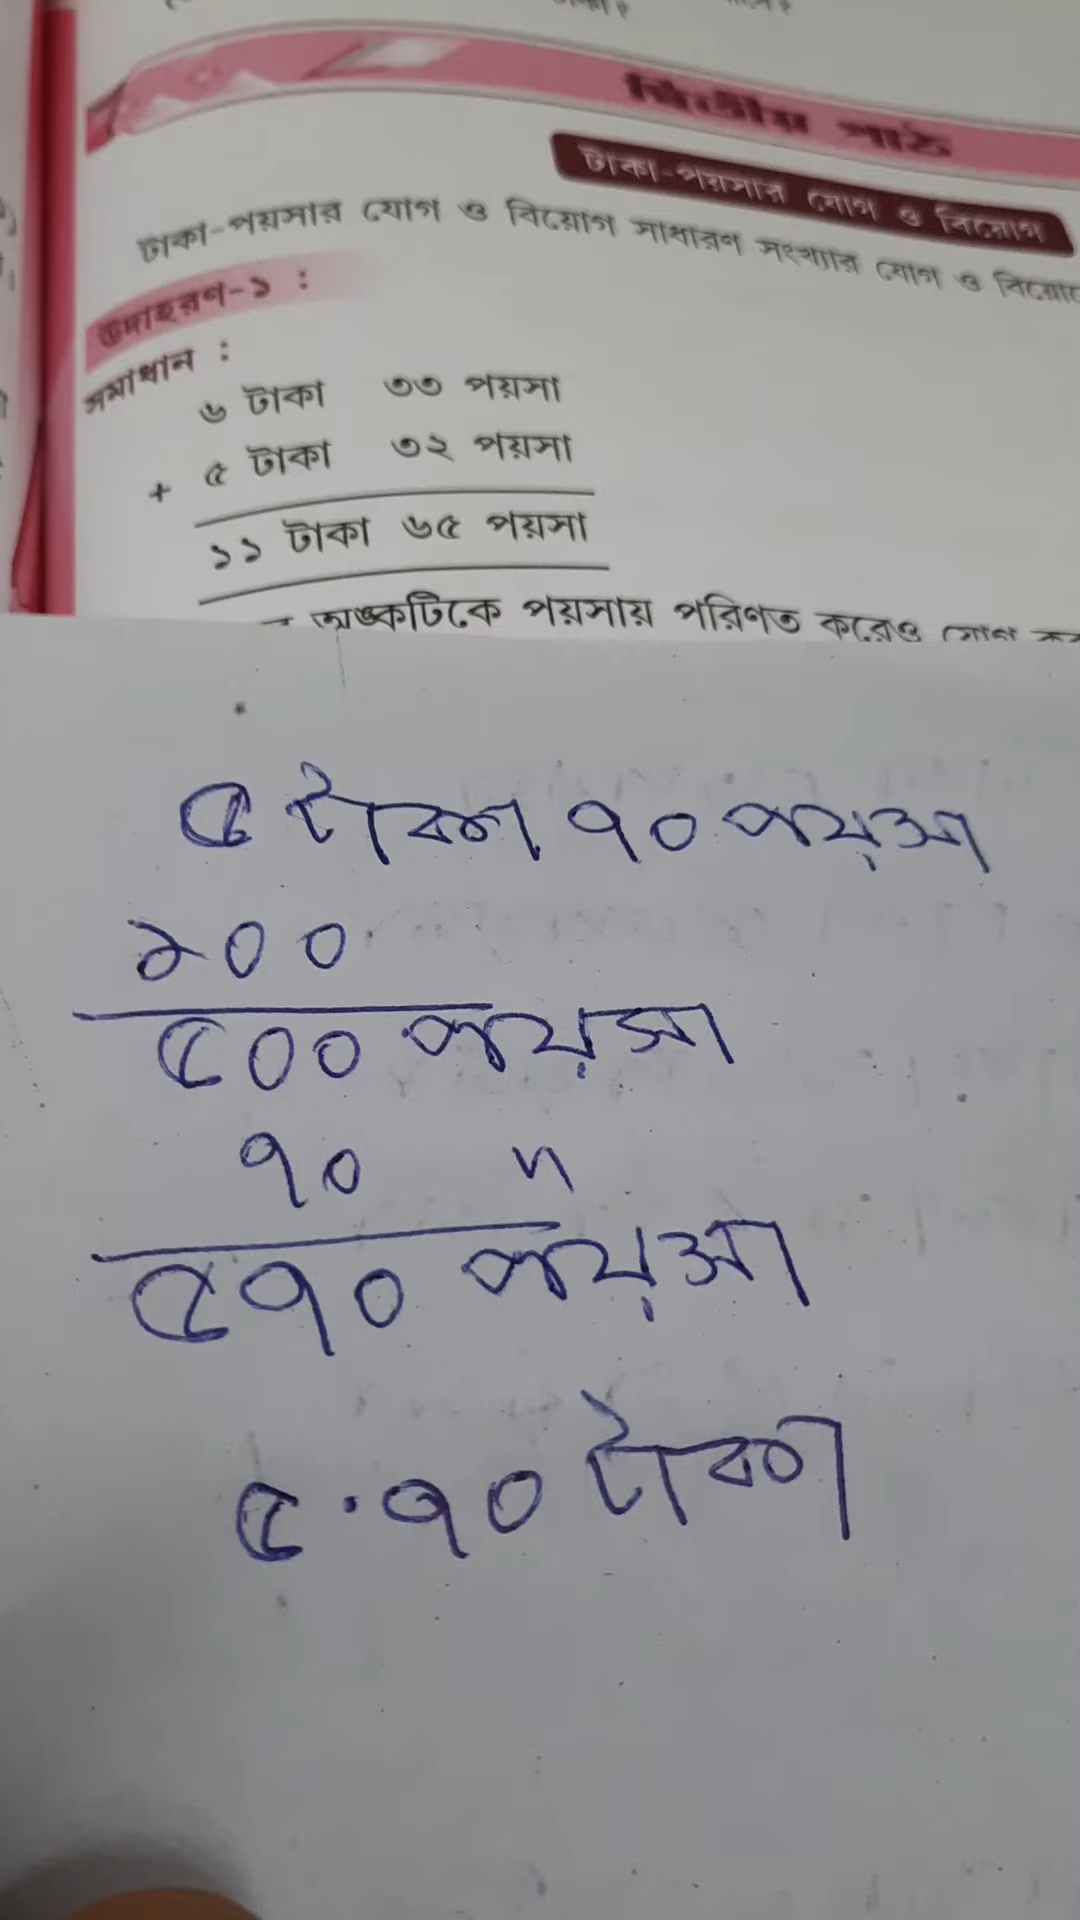 দ্বিতীয় পাঠ
টাকা-পয়সার যোগ ও বিয়োগ
টাকা-পয়সার যোগ ও বিয়োগ সাধারণ সংখ্যার যোগ ও
উদাহরণ-১ :
সমাধান :
৬ টাকা ৩৩ পয়সা
+ ৫ টাকা ৩২ পয়সা
১১ টাকা ৬৫ পয়সা
অঙ্কটিকে পয়সায় পরিণত করেও
৫ টাকা ৭০ পয়সা
১০০
৫০০ পয়সা
৭০ "
৫৭০ পয়সা
৫.৭০ টাকা